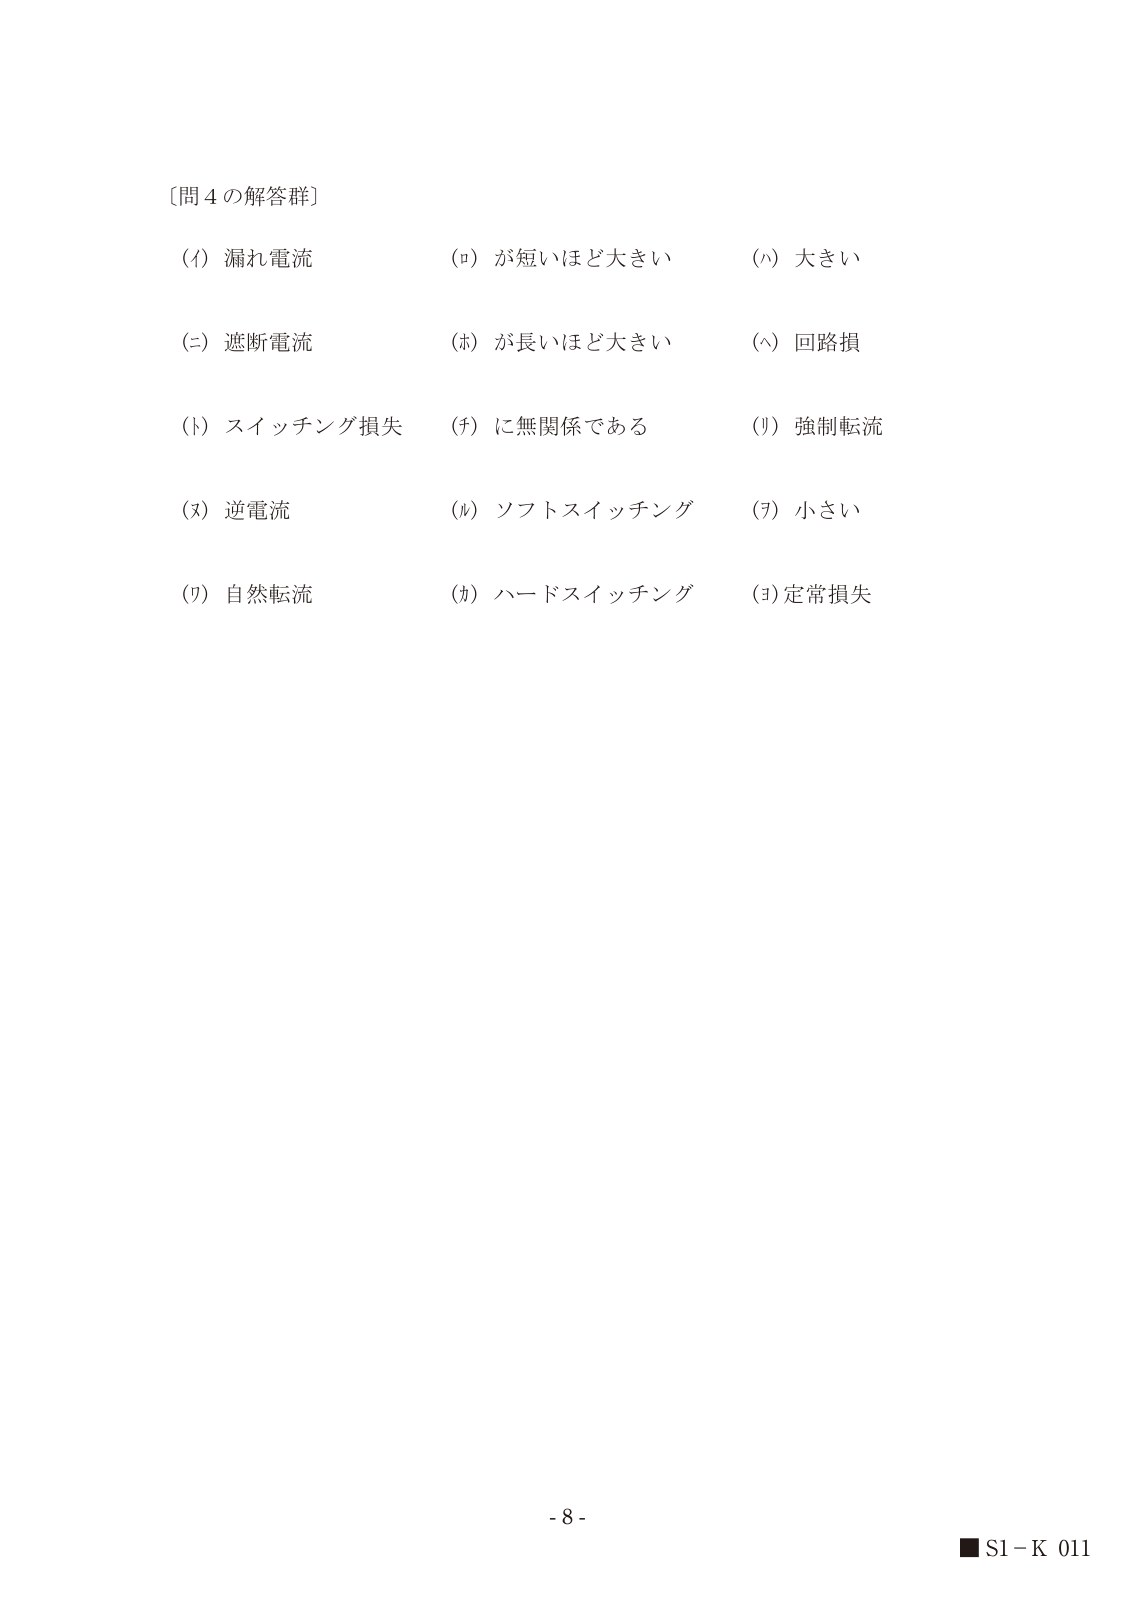 〔問４の解答群〕
(ｲ) 漏れ電流 (ﾛ) が短いほど大きい (ﾊ) 大きい
(ﾆ) 遮断電流 (ﾎ) が長いほど大きい (ﾍ) 回路損
(ﾄ) スイッチング損失 (ﾁ) に無関係である (ﾘ) 強制転流
(ﾇ) 逆電流 (ﾙ) ソフトスイッチング (ｦ) 小さい
(ﾜ) 自然転流 (ｶ) ハードスイッチング (ﾖ) 定常損失
- 8 -
■ S1－K 011